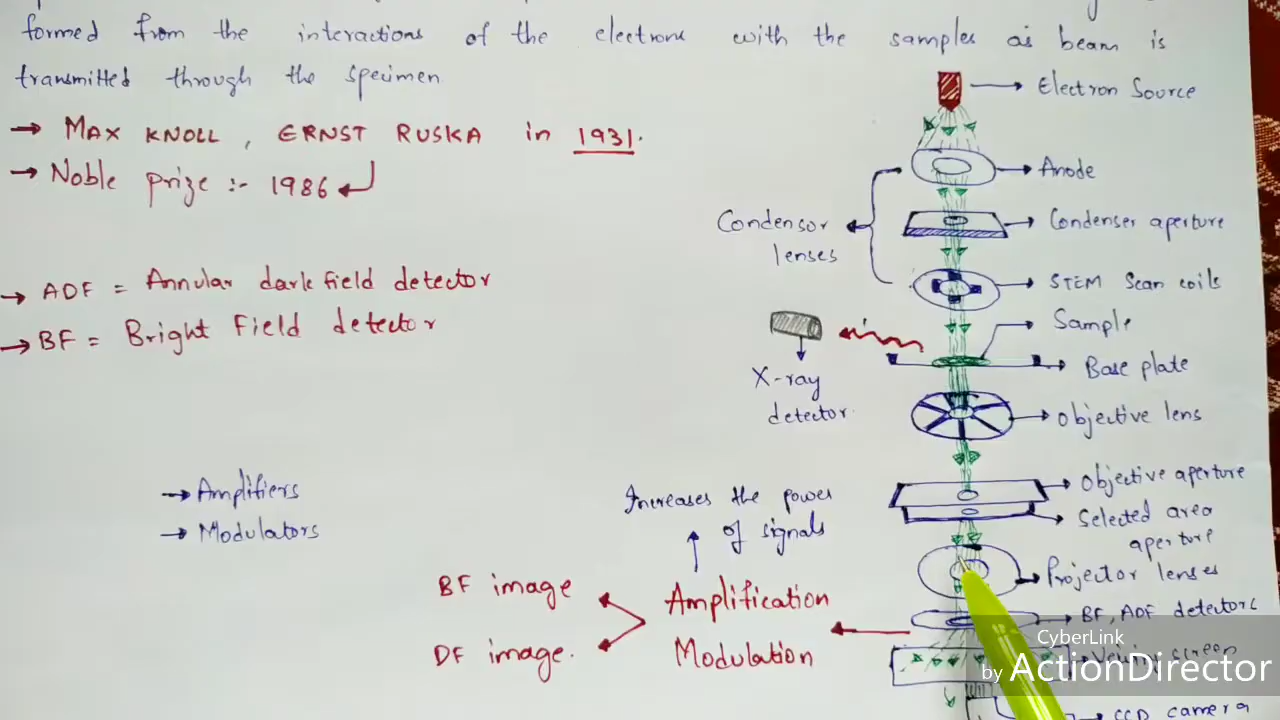 formed from the interactions of the electrons with the samples as beam is
transmitted through the specimen.
→ MAX KNOLL, ERNST RUSKA in 1931.
→ Noble prize :- 1986
→ ADF = Annular dark field detector
→ BF = Bright Field detector
→ Amplifiers
→ Modulators
Electron Source
Anode
Condensor lenses
Condenser aperture
STEM Scan coils
Sample
Base plate
X-ray detector
Objective lens
Objective aperture
Selected area aperture
Projector lenses
BF, ADF detectors
screen
CCD camera
Increases the power
of signals
Amplification
Modulation
BF image
DF image.
CyberLink
by ActionDirector